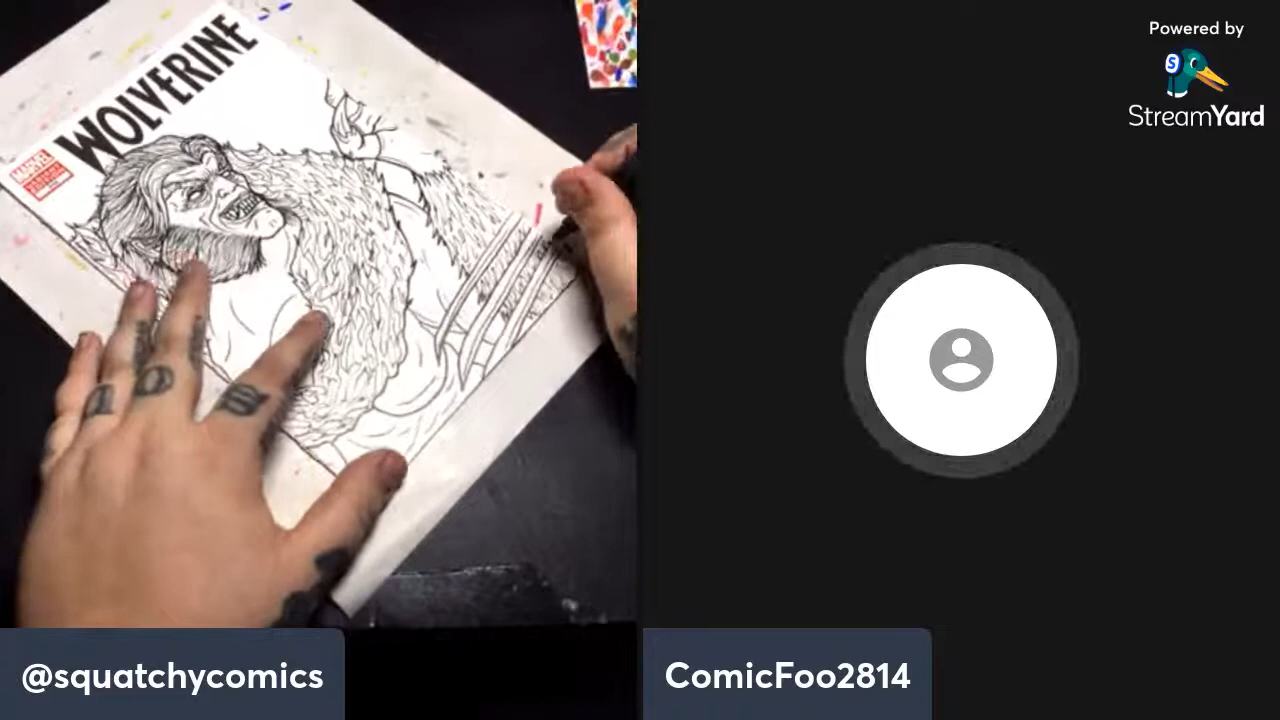 WOLVERINE
MARVEL
Powered by
S
StreamYard
@squatchycomics
ComicFoo2814